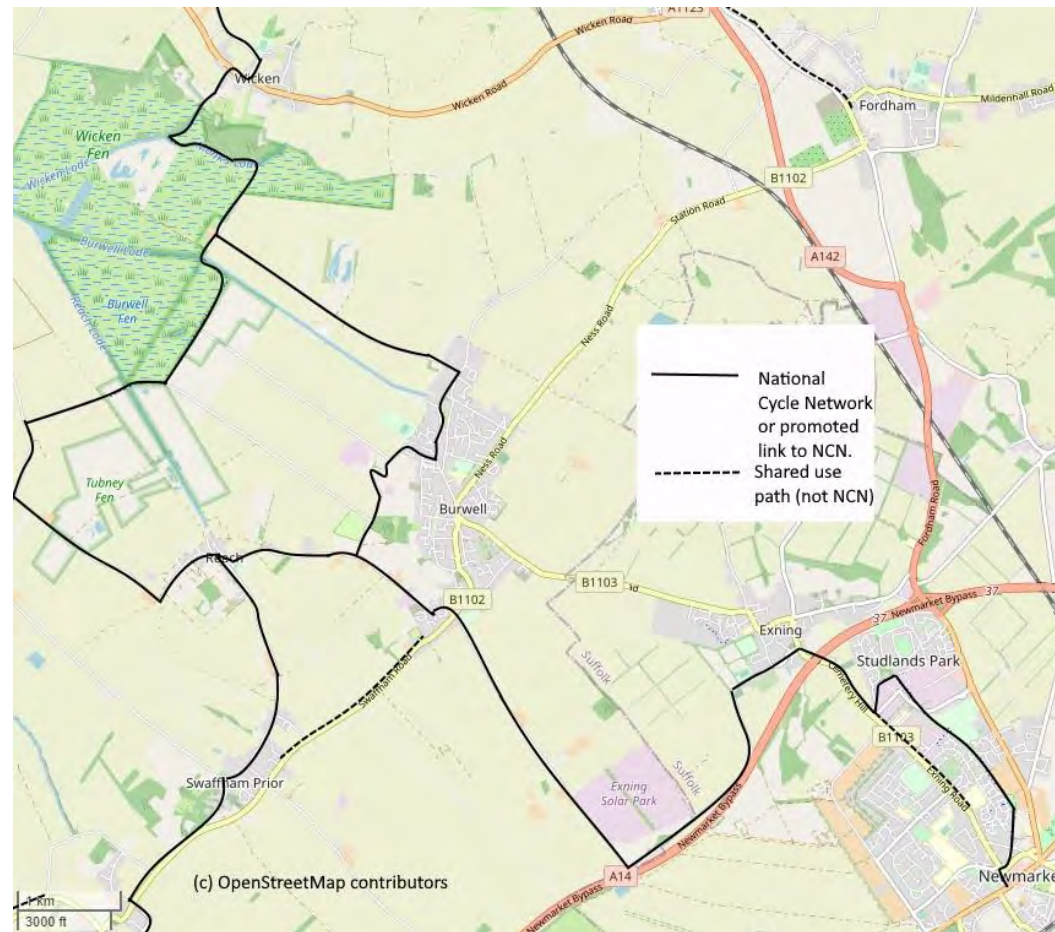 A1123
Wicken Road
Wicken
Wicken Road
Wicken Road
Fordham
Mildenhall Road
Wicken
Fen
Wicken Lode
B1102
Station Road
Burwell Lode
A142
Reach Lode
Burwell
Fen
Ness Road
National
Cycle Network
or promoted
link to NCN.
Shared use
path (not NCN)
Ness Road
Tubney
Fen
Burwell
Fordham Road
Reach
B1103
B1102
37
Newmarket Bypass
37
Exning
Suffolk
Studlands Park
Swaffham Road
Cemetery Hill
B1103
Swaffham Prior
Exning
Solar Park
Suffolk
Exning Road
Newmarket Bypass
A14
Newmarket
(c) OpenStreetMap contributors
1 km
3000 ft
Newmarket Bypass